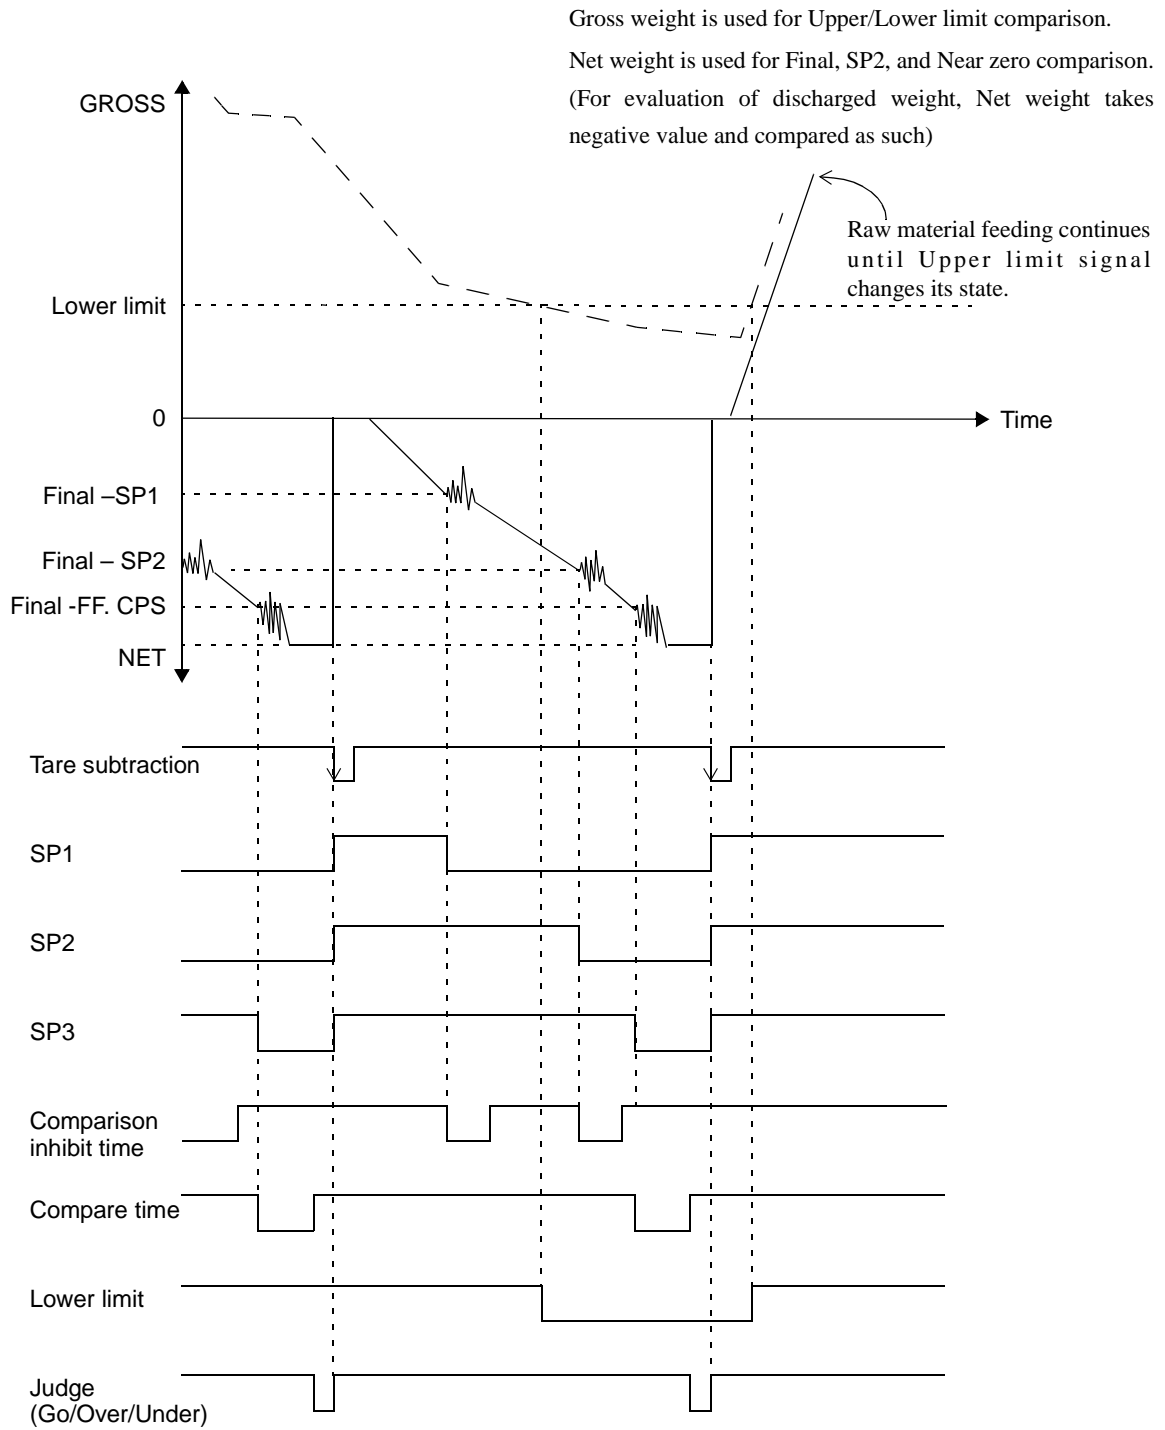 Gross weight is used for Upper/Lower limit comparison.
Net weight is used for Final, SP2, and Near zero comparison.
(For evaluation of discharged weight, Net weight takes
negative value and compared as such)
GROSS
Raw material feeding continues
until Upper limit signal
changes its state.
Lower limit
0
Time
Final –SP1
Final – SP2
Final -FF. CPS
NET
Tare subtraction
SP1
SP2
SP3
Comparison
inhibit time
Compare time
Lower limit
Judge
(Go/Over/Under)